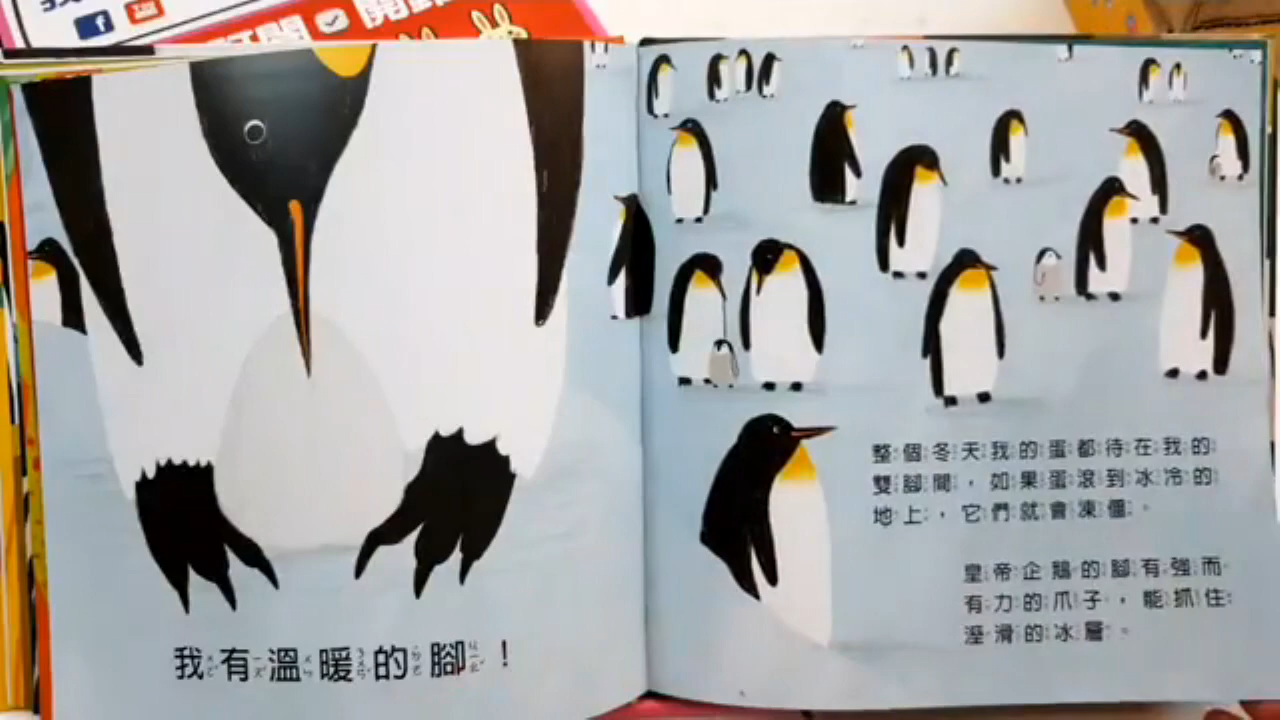 我有溫暖的腳!
整個冬天我的蛋都待在我的
雙腳間,如果蛋滾到冰冷的
地上,它們就會凍僵。
皇帝企鵝的腳有強而
有力的爪子,能抓住
溼滑的冰層。